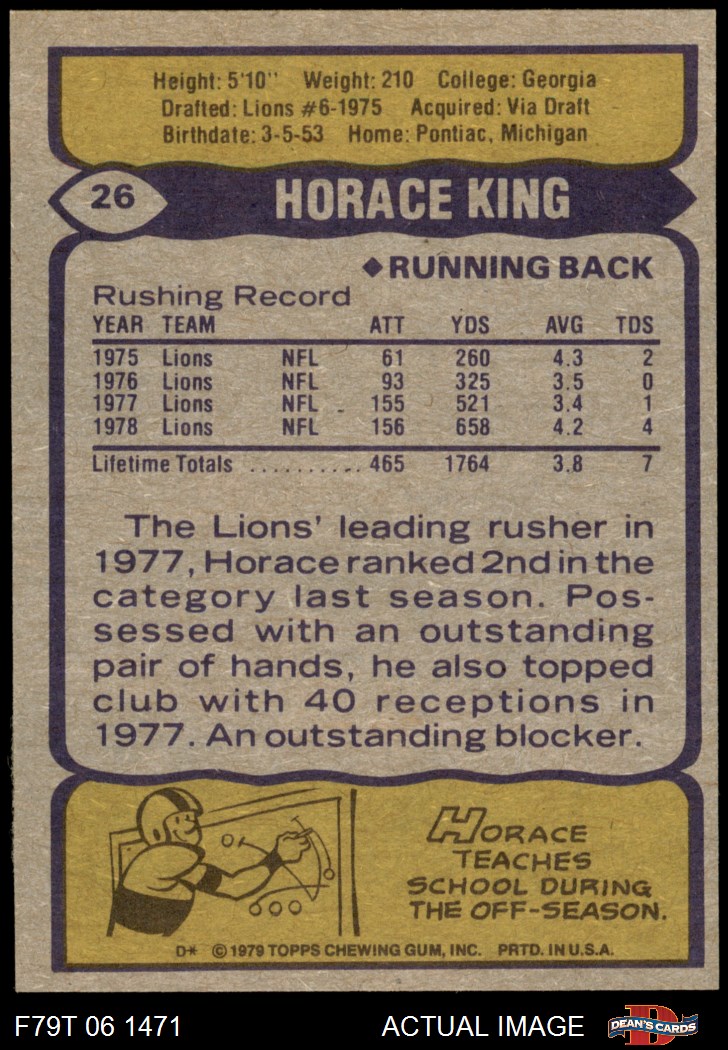 Height: 5'10" Weight: 210 College: Georgia
Drafted: Lions #6-1975 Acquired: Via Draft
Birthdate: 3-5-53 Home: Pontiac, Michigan
26 HORACE KING
◆RUNNING BACK
Rushing Record
YEAR TEAM ATT YDS AVG TDS
1975 Lions NFL 61 260 4.3 2
1976 Lions NFL 93 325 3.5 0
1977 Lions NFL 155 521 3.4 1
1978 Lions NFL 156 658 4.2 4
Lifetime Totals .......... 465 1764 3.8 7
The Lions' leading rusher in
1977, Horace ranked 2nd in the
category last season. Pos-
sessed with an outstanding
pair of hands, he also topped
club with 40 receptions in
1977. An outstanding blocker.
HORACE
TEACHES
SCHOOL DURING
THE OFF-SEASON.
D* © 1979 TOPPS CHEWING GUM, INC. PRTD. IN U.S.A.
F79T 06 1471 ACTUAL IMAGE D DEAN'S CARDS